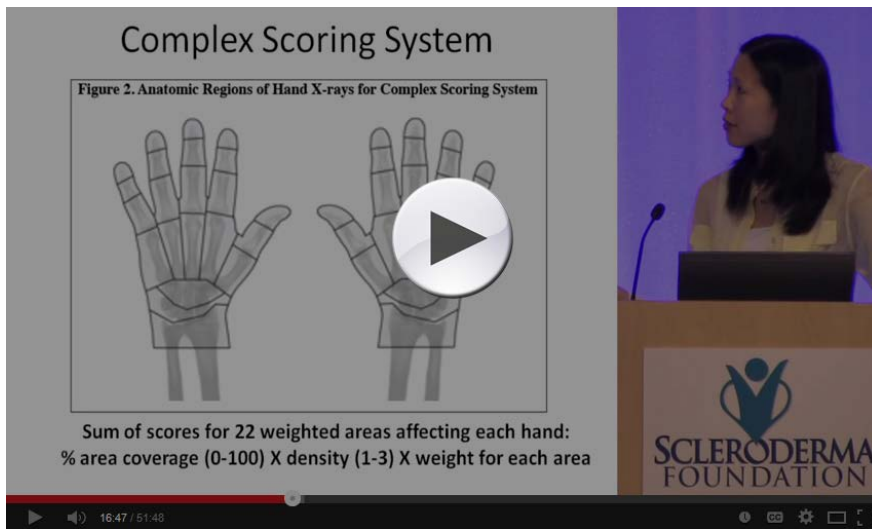 Complex Scoring System
Figure 2. Anatomic Regions of Hand X-rays for Complex Scoring System
Sum of scores for 22 weighted areas affecting each hand:
% area coverage (0-100) X density (1-3) X weight for each area
SCLERODERMA
FOUNDATION
16:47 / 51:48
CC